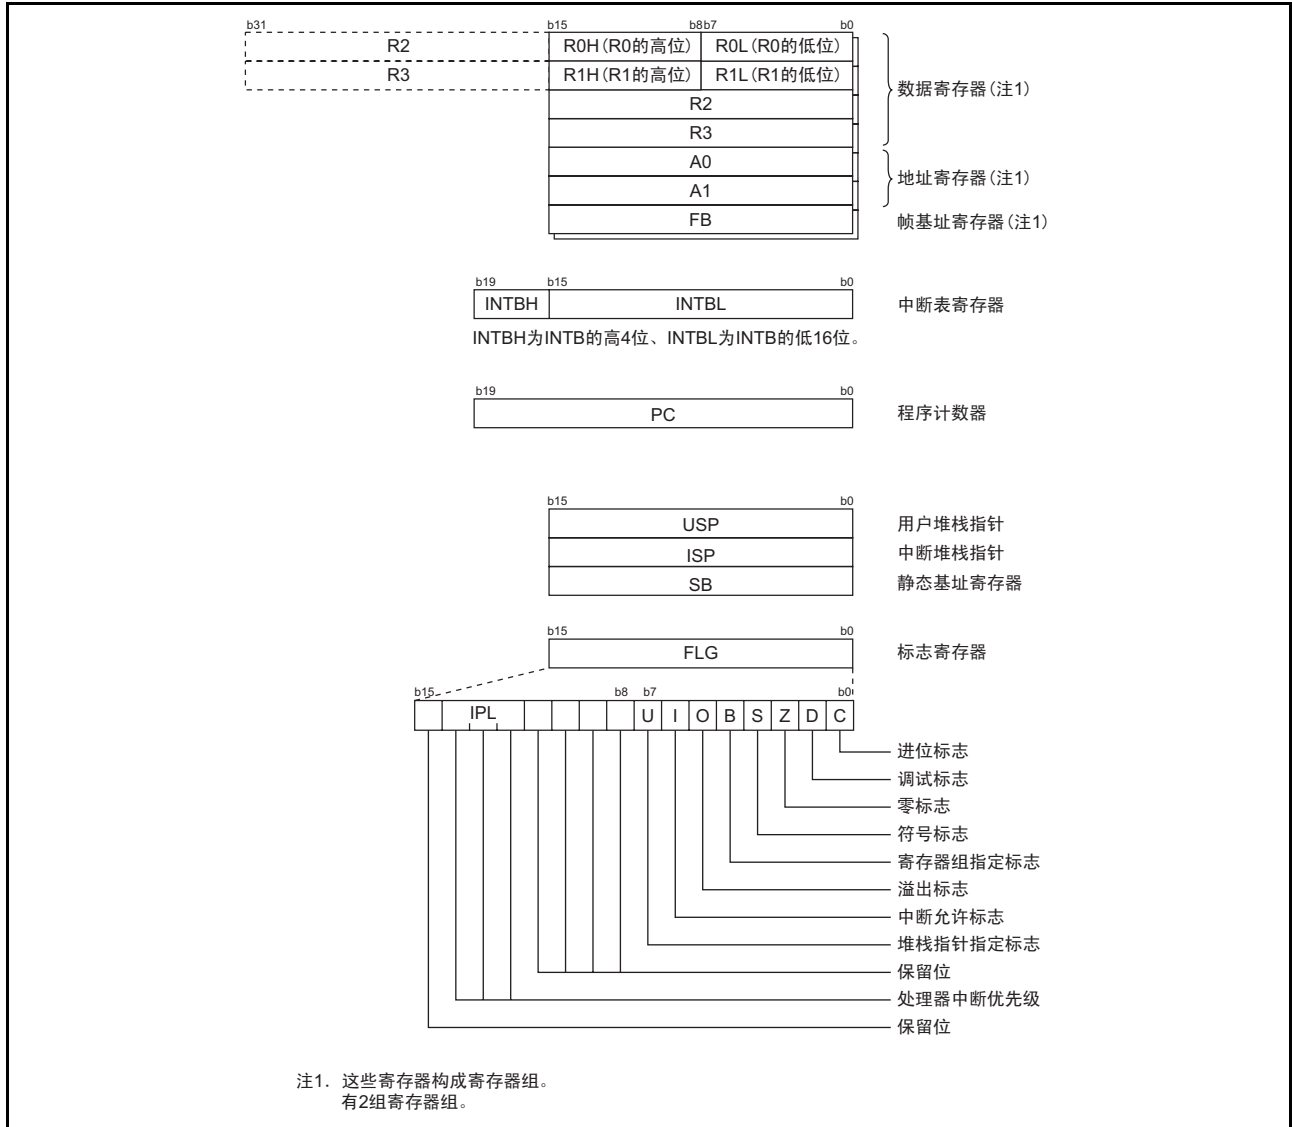 b31 b15 b8b7 b0
R2 R0H(R0的高位) R0L(R0的低位)
R3 R1H(R1的高位) R1L(R1的低位)
数据寄存器(注1)
R2
R3
A0
A1
地址寄存器(注1)
FB 帧基址寄存器(注1)
b19 b15 b0
INTBH INTBL 中断表寄存器
INTBH为INTB的高4位、INTBL为INTB的低16位。
b19 b0
PC 程序计数器
b15 b0
USP 用户堆栈指针
ISP 中断堆栈指针
SB 静态基址寄存器
b15 b0
FLG 标志寄存器
b15 b8 b7 b0
IPL U I O B S Z D C
进位标志
调试标志
零标志
符号标志
寄存器组指定标志
溢出标志
中断允许标志
堆栈指针指定标志
保留位
处理器中断优先级
保留位
注1. 这些寄存器构成寄存器组。
有2组寄存器组。